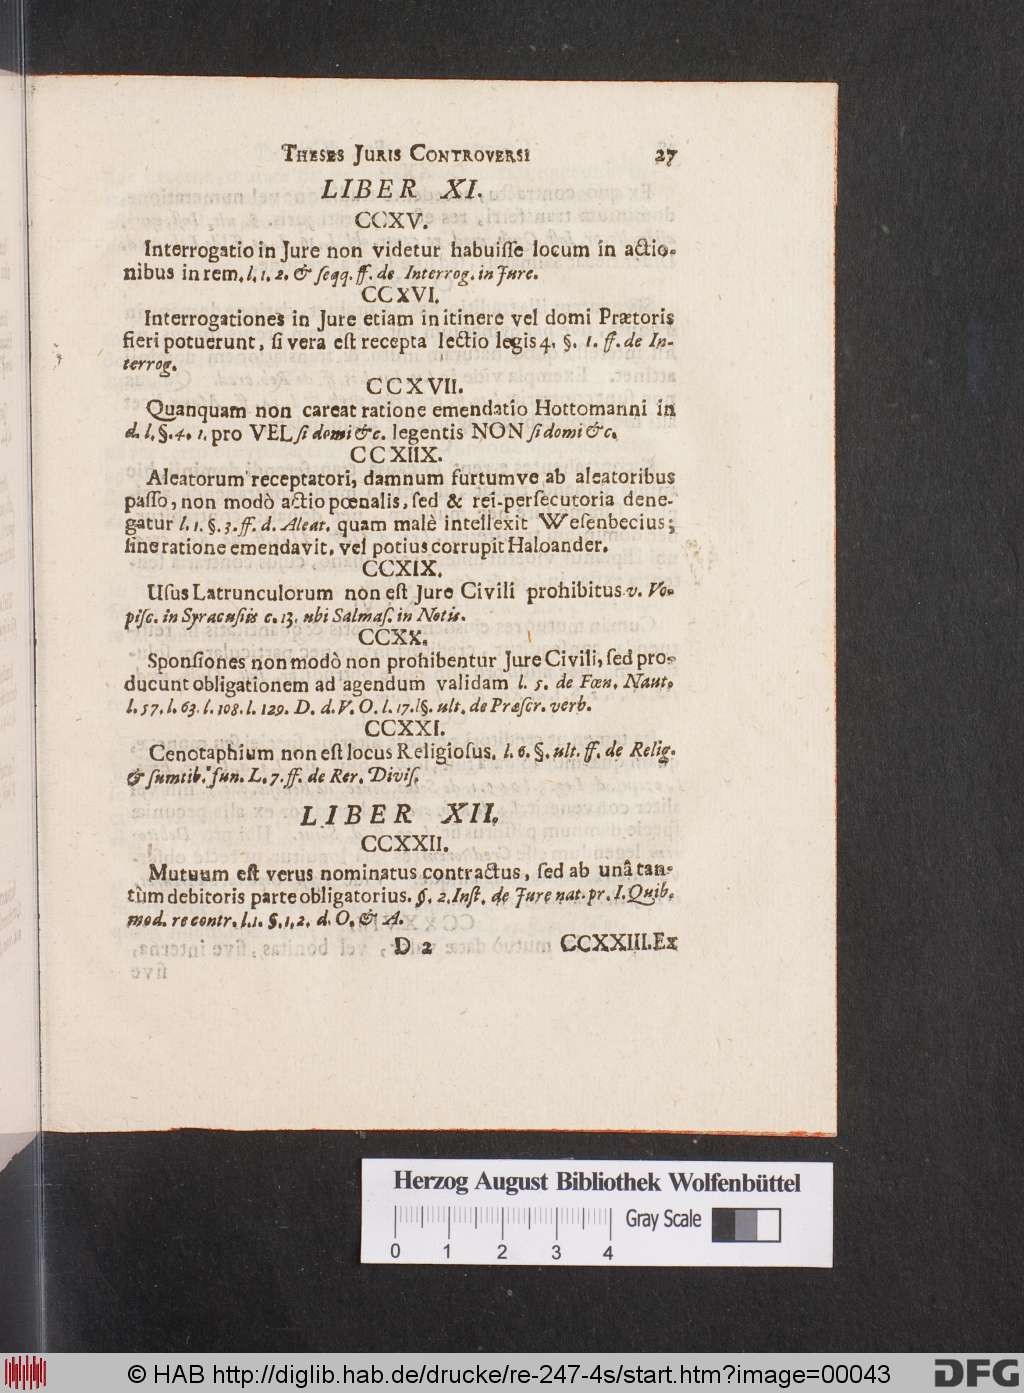 Theses Juris Controversi 27
LIBER XI.
CCXV.
Interrogatio in Jure non videtur habuiſſe locum in actio-
nibus in rem. l. 1. 2. & ſeqq. ff. de Interrog. in Jure.
CCXVI.
Interrogationes in Jure etiam in itinere vel domi Prætoris
fieri potuerunt, ſi vera eſt recepta lectio legis 4. §. 1. ff. de In-
terrog.
CCXVII.
Quanquam non careat ratione emendatio Hottomanni in
d. l. §. 4. 1. pro VEL ſi domi &c. legentis NON ſi domi &c.
CCXIIX.
Aleatorum receptatori, damnum furtumve ab aleatoribus
paſſo, non modò actio pœnalis, ſed & rei-perſecutoria dene-
gatur l. 1. §. 3. ff. d. Aleat. quam malè intellexit Weſenbecius;
ſine ratione emendavit, vel potius corrupit Haloander.
CCXIX.
Uſus Latrunculorum non eſt Jure Civili prohibitus v. Vo-
piſc. in Syracuſiis c. 13. ubi Salmaſ. in Notis.
CCXX.
Sponſiones non modò non prohibentur Jure Civili, ſed pro-
ducunt obligationem ad agendum validam l. 5. de Fœn. Naut.
l. 57. l. 63. l. 108. l. 129. D. d. V. O. l. 17. §. ult. de Præſcr. verb.
CCXXI.
Cenotaphium non eſt locus Religioſus. l. 6. §. ult. ff. de Relig.
& ſumtib. fun. L. 7. ff. de Rer. Diviſ.
LIBER XII.
CCXXII.
Mutuum eſt verus nominatus contractus, ſed ab unâ tan-
tùm debitoris parte obligatorius. §. 2. Inſt. de Jure nat. pr. I. Quib.
mod. re contr. l. 1. §. 1, 2. d. O. & A.
D 2 CCXXIII. Ex
Herzog August Bibliothek Wolfenbüttel
Gray Scale
0 1 2 3 4
© HAB http://diglib.hab.de/drucke/re-247-4s/start.htm?image=00043 DFG